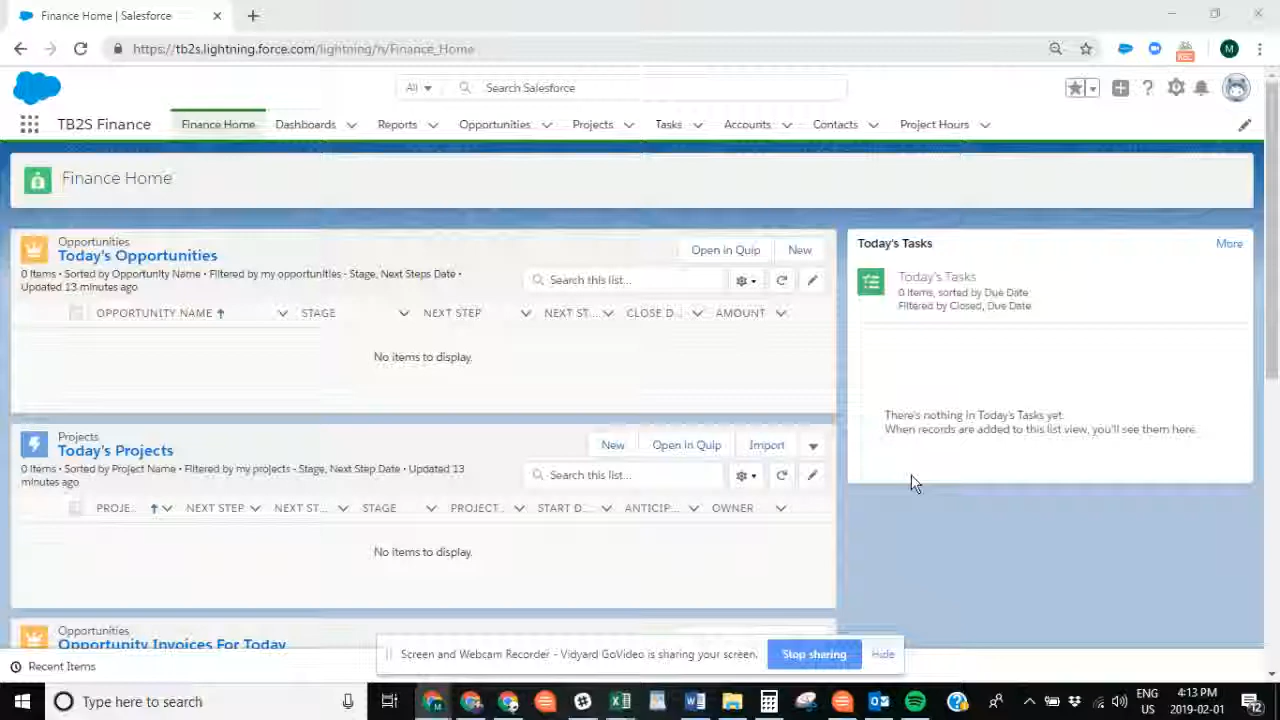 Finance Home | Salesforce
https://tb2s.lightning.force.com/lightning/n/Finance_Home
REC
M
All
Search Salesforce
TB2S Finance
Finance Home
Dashboards
Reports
Opportunities
Projects
Tasks
Accounts
Contacts
Project Hours
Finance Home
Opportunities
Today's Opportunities
Open in Quip
New
0 items • Sorted by Opportunity Name • Filtered by my opportunities - Stage, Next Steps Date •
Updated 13 minutes ago
Search this list...
OPPORTUNITY NAME
STAGE
NEXT STEP
NEXT ST...
CLOSE D...
AMOUNT
No items to display.
Projects
Today's Projects
New
Open in Quip
Import
0 items • Sorted by Project Name • Filtered by my projects - Stage, Next Step Date • Updated 13
minutes ago
Search this list...
PROJE...
NEXT STEP
NEXT ST...
STAGE
PROJECT...
START D...
ANTICIP...
OWNER
No items to display.
Opportunities
Opportunity Invoices For Today
Today's Tasks
More
Today's Tasks
0 items, sorted by Due Date
Filtered by Closed, Due Date
There's nothing in Today's Tasks yet.
When records are added to this list view, you'll see them here.
Screen and Webcam Recorder - Vidyard GoVideo is sharing your screen.
Stop sharing
Hide
Recent Items
Type here to search
ENG
US
4:13 PM
2019-02-01
12